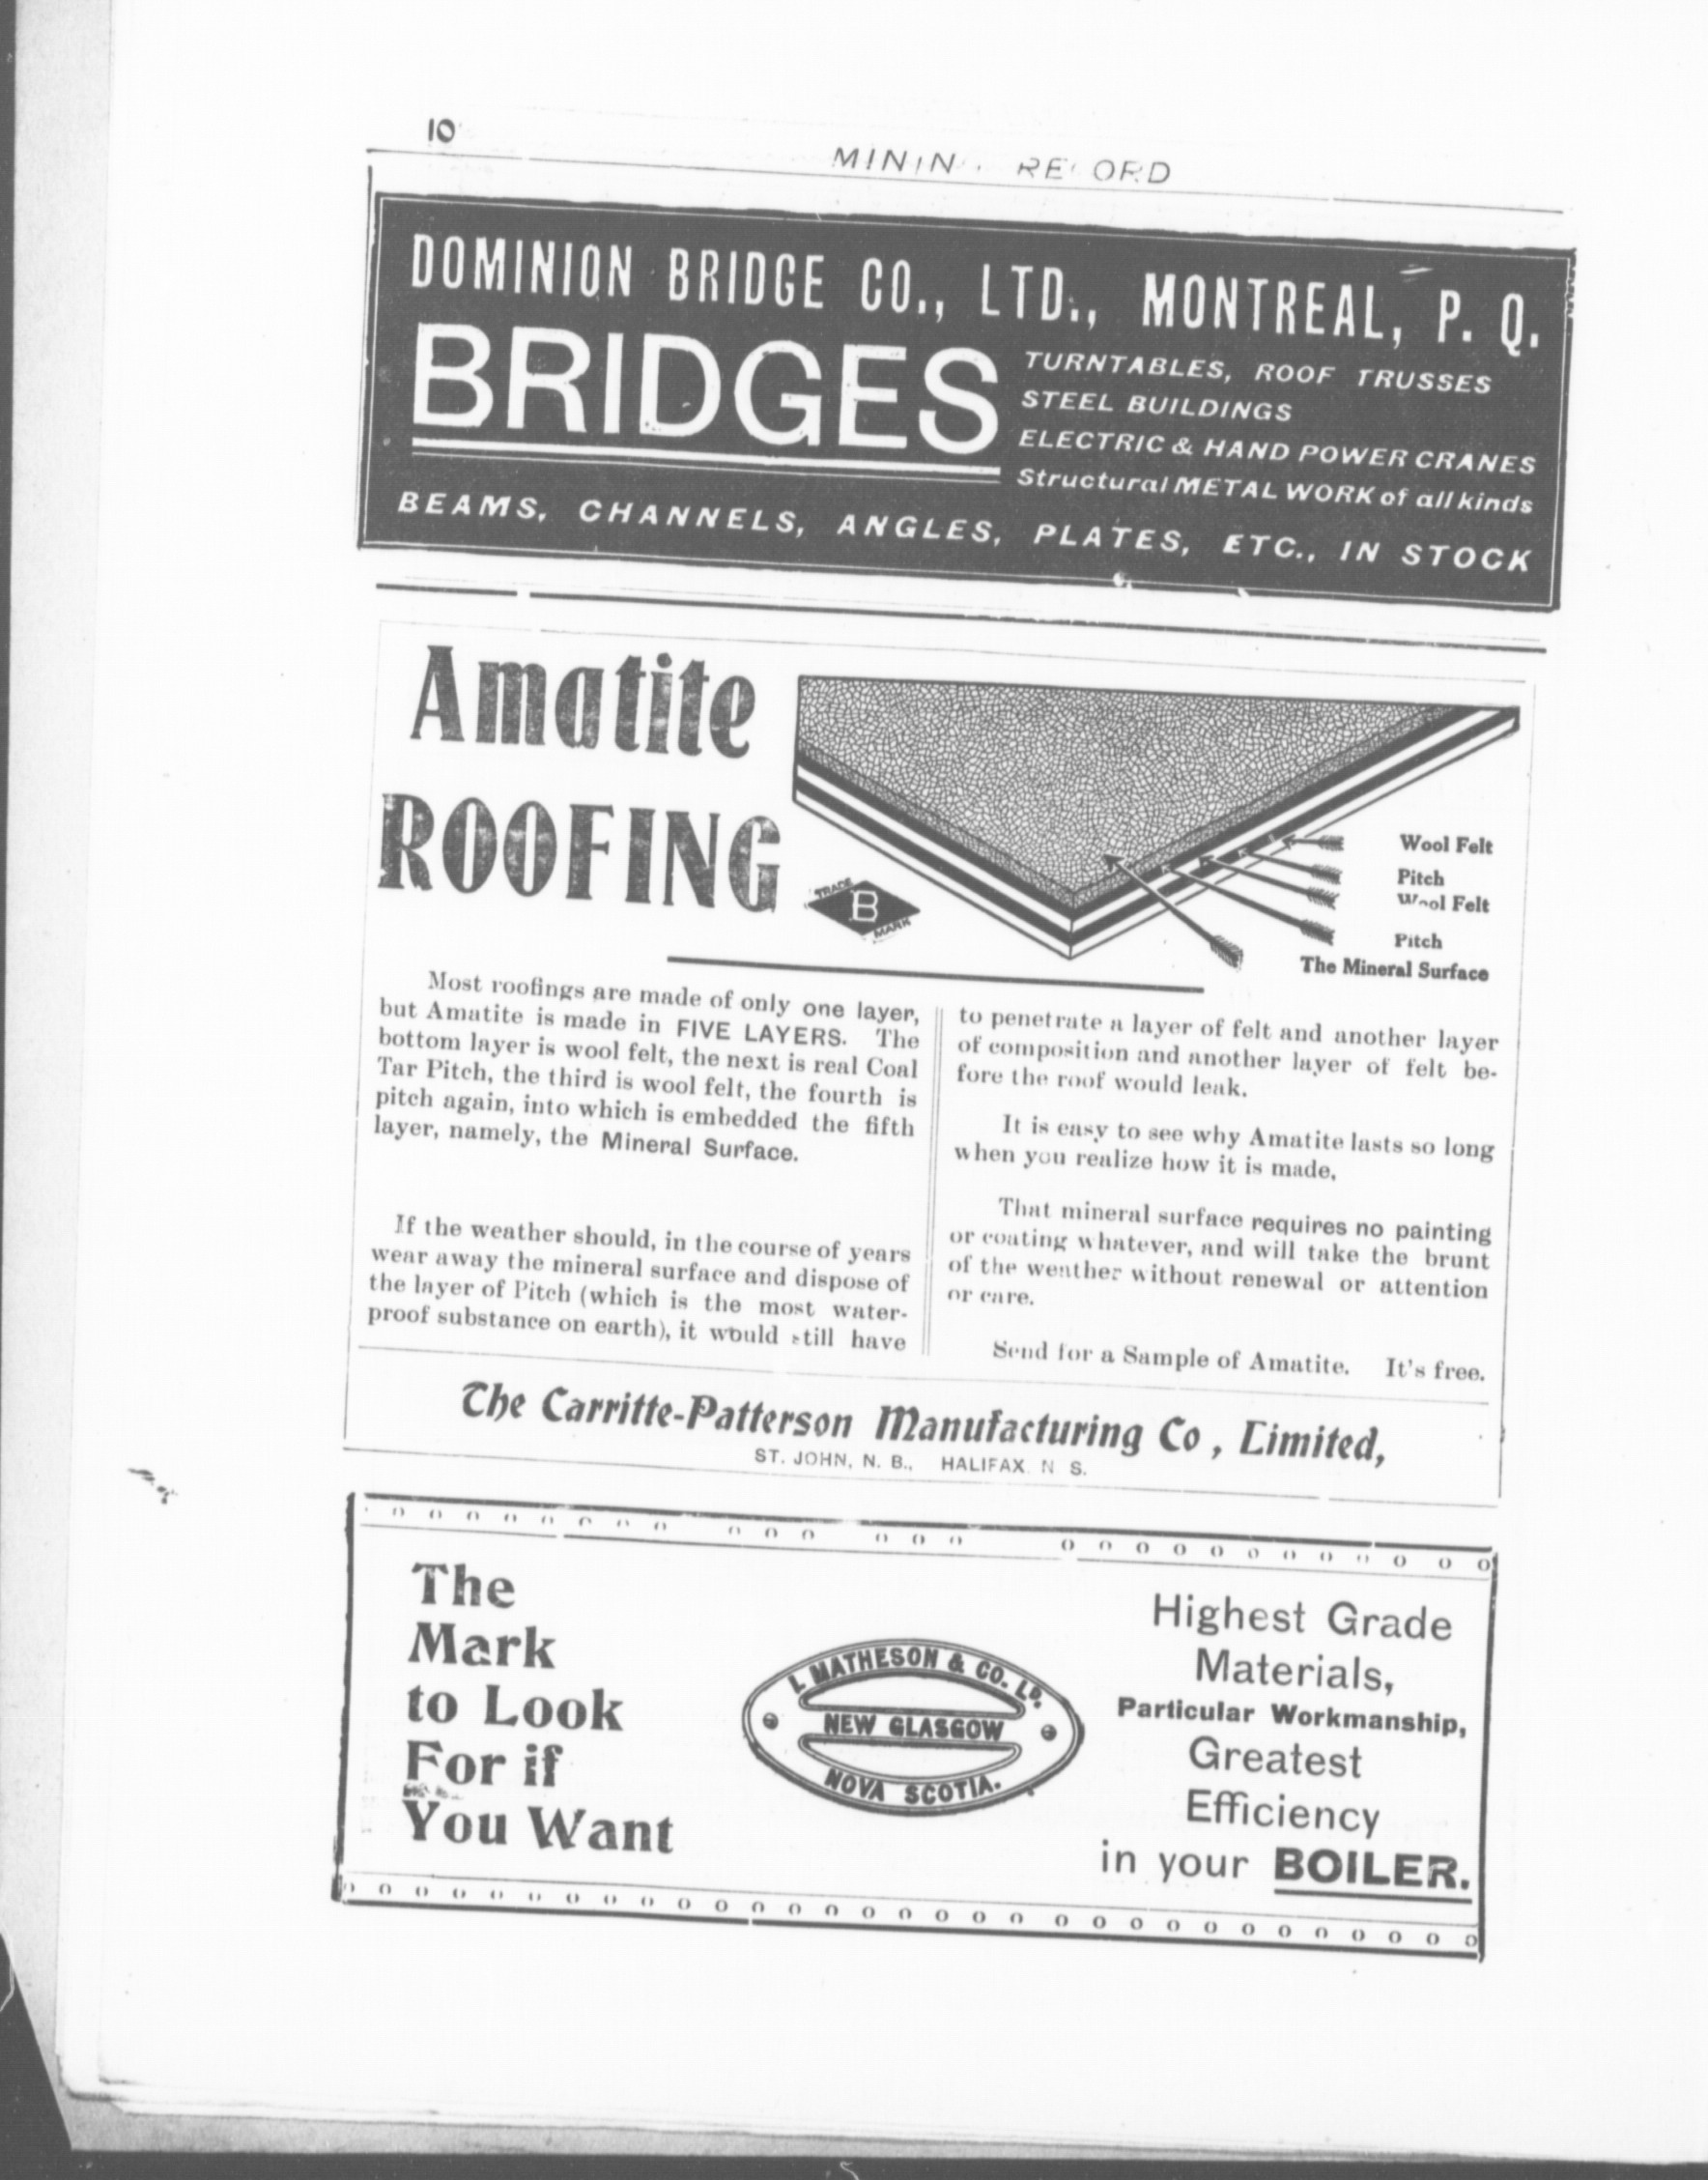 10
MINING RECORD
DOMINION BRIDGE CO., LTD., MONTREAL, P. Q.
BRIDGES
TURNTABLES, ROOF TRUSSES
STEEL BUILDINGS
ELECTRIC & HAND POWER CRANES
Structural METAL WORK of all kinds
BEAMS, CHANNELS, ANGLES, PLATES, ETC., IN STOCK
Amatite
ROOFING
TRADE
B
MARK
Wool Felt
Pitch
Wool Felt
Pitch
The Mineral Surface
Most roofings are made of only one layer,
but Amatite is made in FIVE LAYERS. The
bottom layer is wool felt, the next is real Coal
Tar Pitch, the third is wool felt, the fourth is
pitch again, into which is embedded the fifth
layer, namely, the Mineral Surface.
If the weather should, in the course of years
wear away the mineral surface and dispose of
the layer of Pitch (which is the most water-
proof substance on earth), it would still have
to penetrate a layer of felt and another layer
of composition and another layer of felt be-
fore the roof would leak.
It is easy to see why Amatite lasts so long
when you realize how it is made,
That mineral surface requires no painting
or coating whatever, and will take the brunt
of the weather without renewal or attention
or care.
Send for a Sample of Amatite. It's free.
The Carritte-Patterson Manufacturing Co , Limited,
ST. JOHN, N. B., HALIFAX. N S.
The
Mark
to Look
For if
You Want
I. MATHESON & CO. LD.
NEW GLASGOW
NOVA SCOTIA.
Highest Grade
Materials,
Particular Workmanship,
Greatest
Efficiency
in your BOILER.